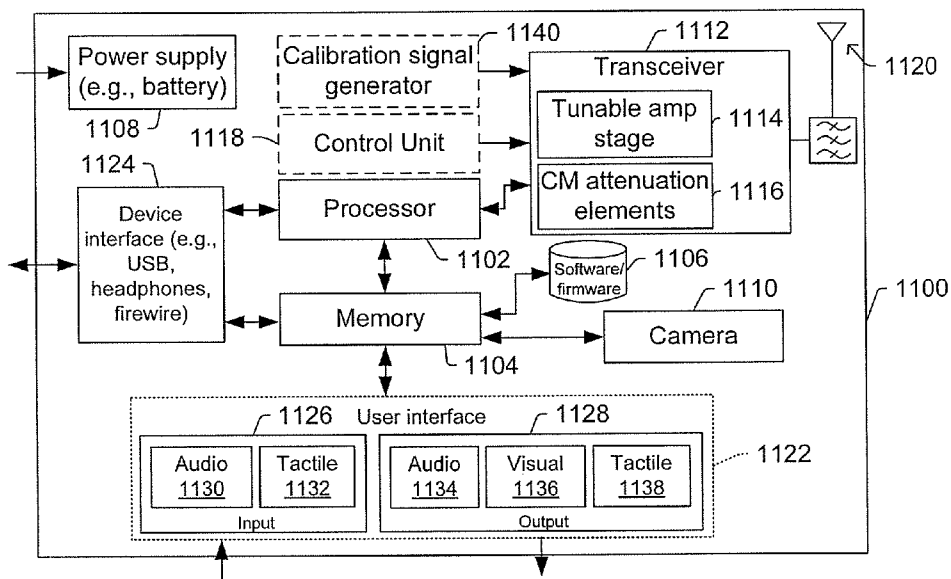 1140
1112
Power supply
(e.g., battery)
1108
Calibration signal
generator
Transceiver
1120
Tunable amp
stage
1114
1118
Control Unit
1124
CM attenuation
elements
1116
Processor
1102
Device
interface (e.g.,
USB,
headphones,
firewire)
Software/
firmware
1106
1110
1100
Memory
1104
Camera
1126
User interface
1128
1122
Audio
1130
Tactile
1132
Input
Audio
1134
Visual
1136
Tactile
1138
Output